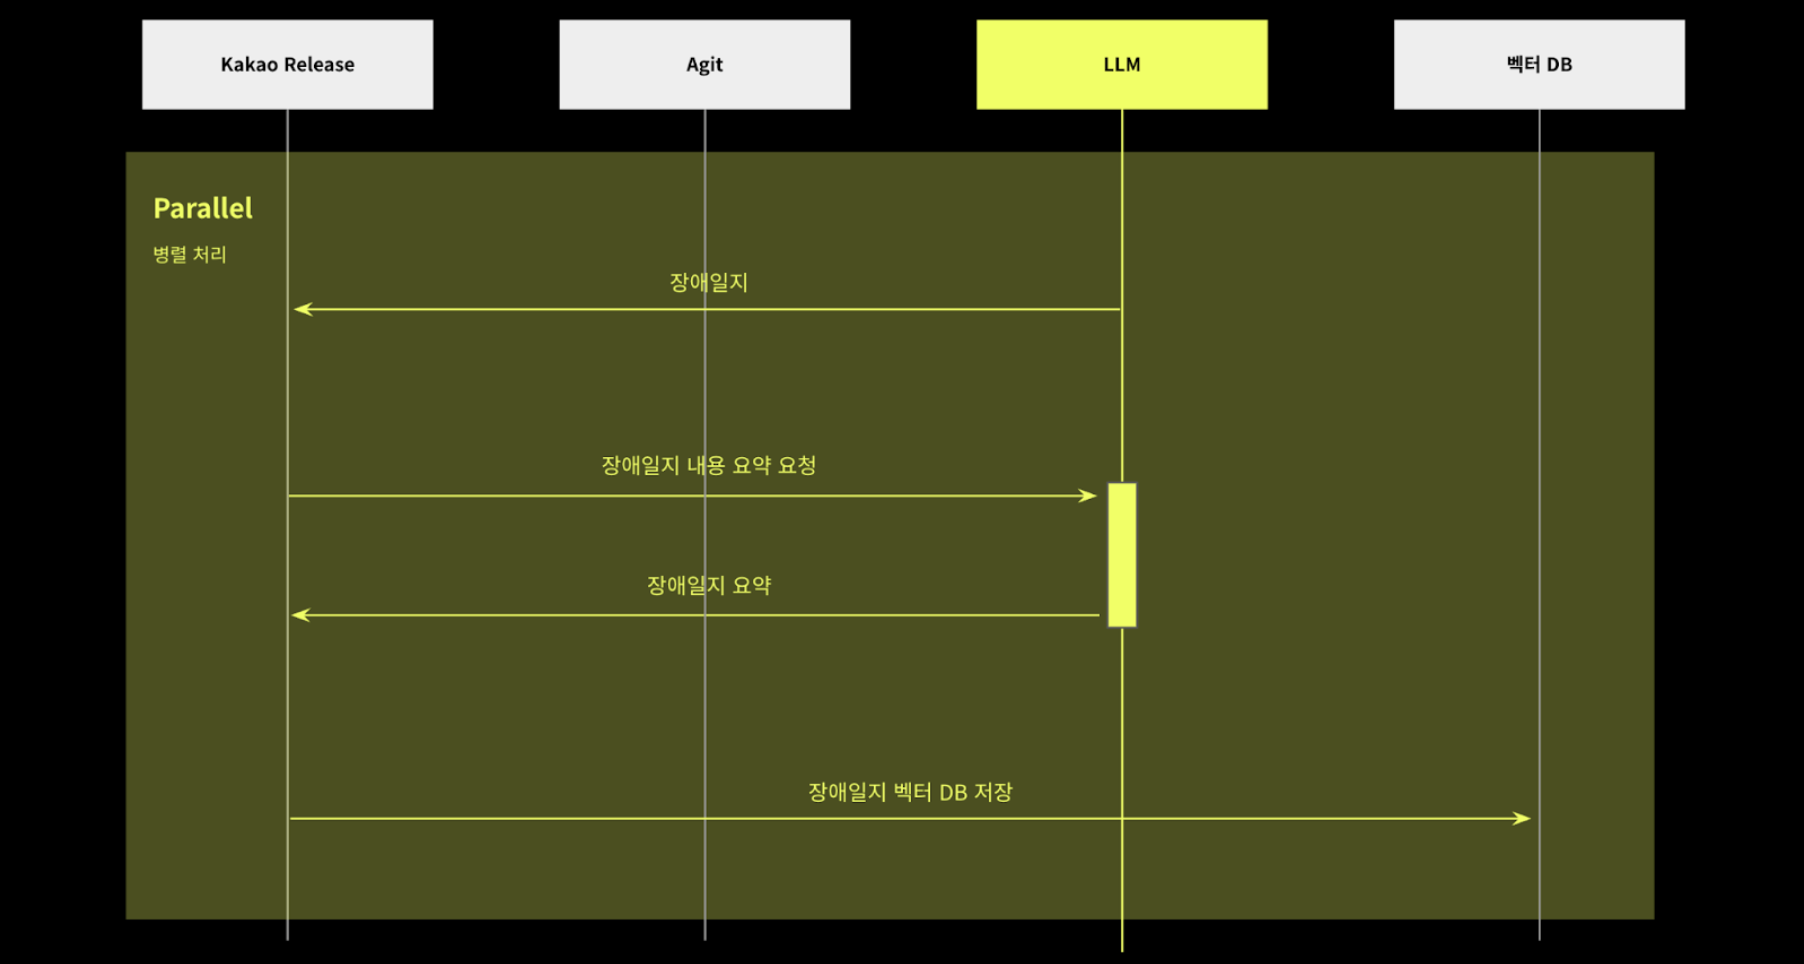 Kakao Release
Agit
LLM
벡터 DB
Parallel
병렬 처리
장애일지
장애일지 내용 요약 요청
장애일지 요약
장애일지 벡터 DB 저장